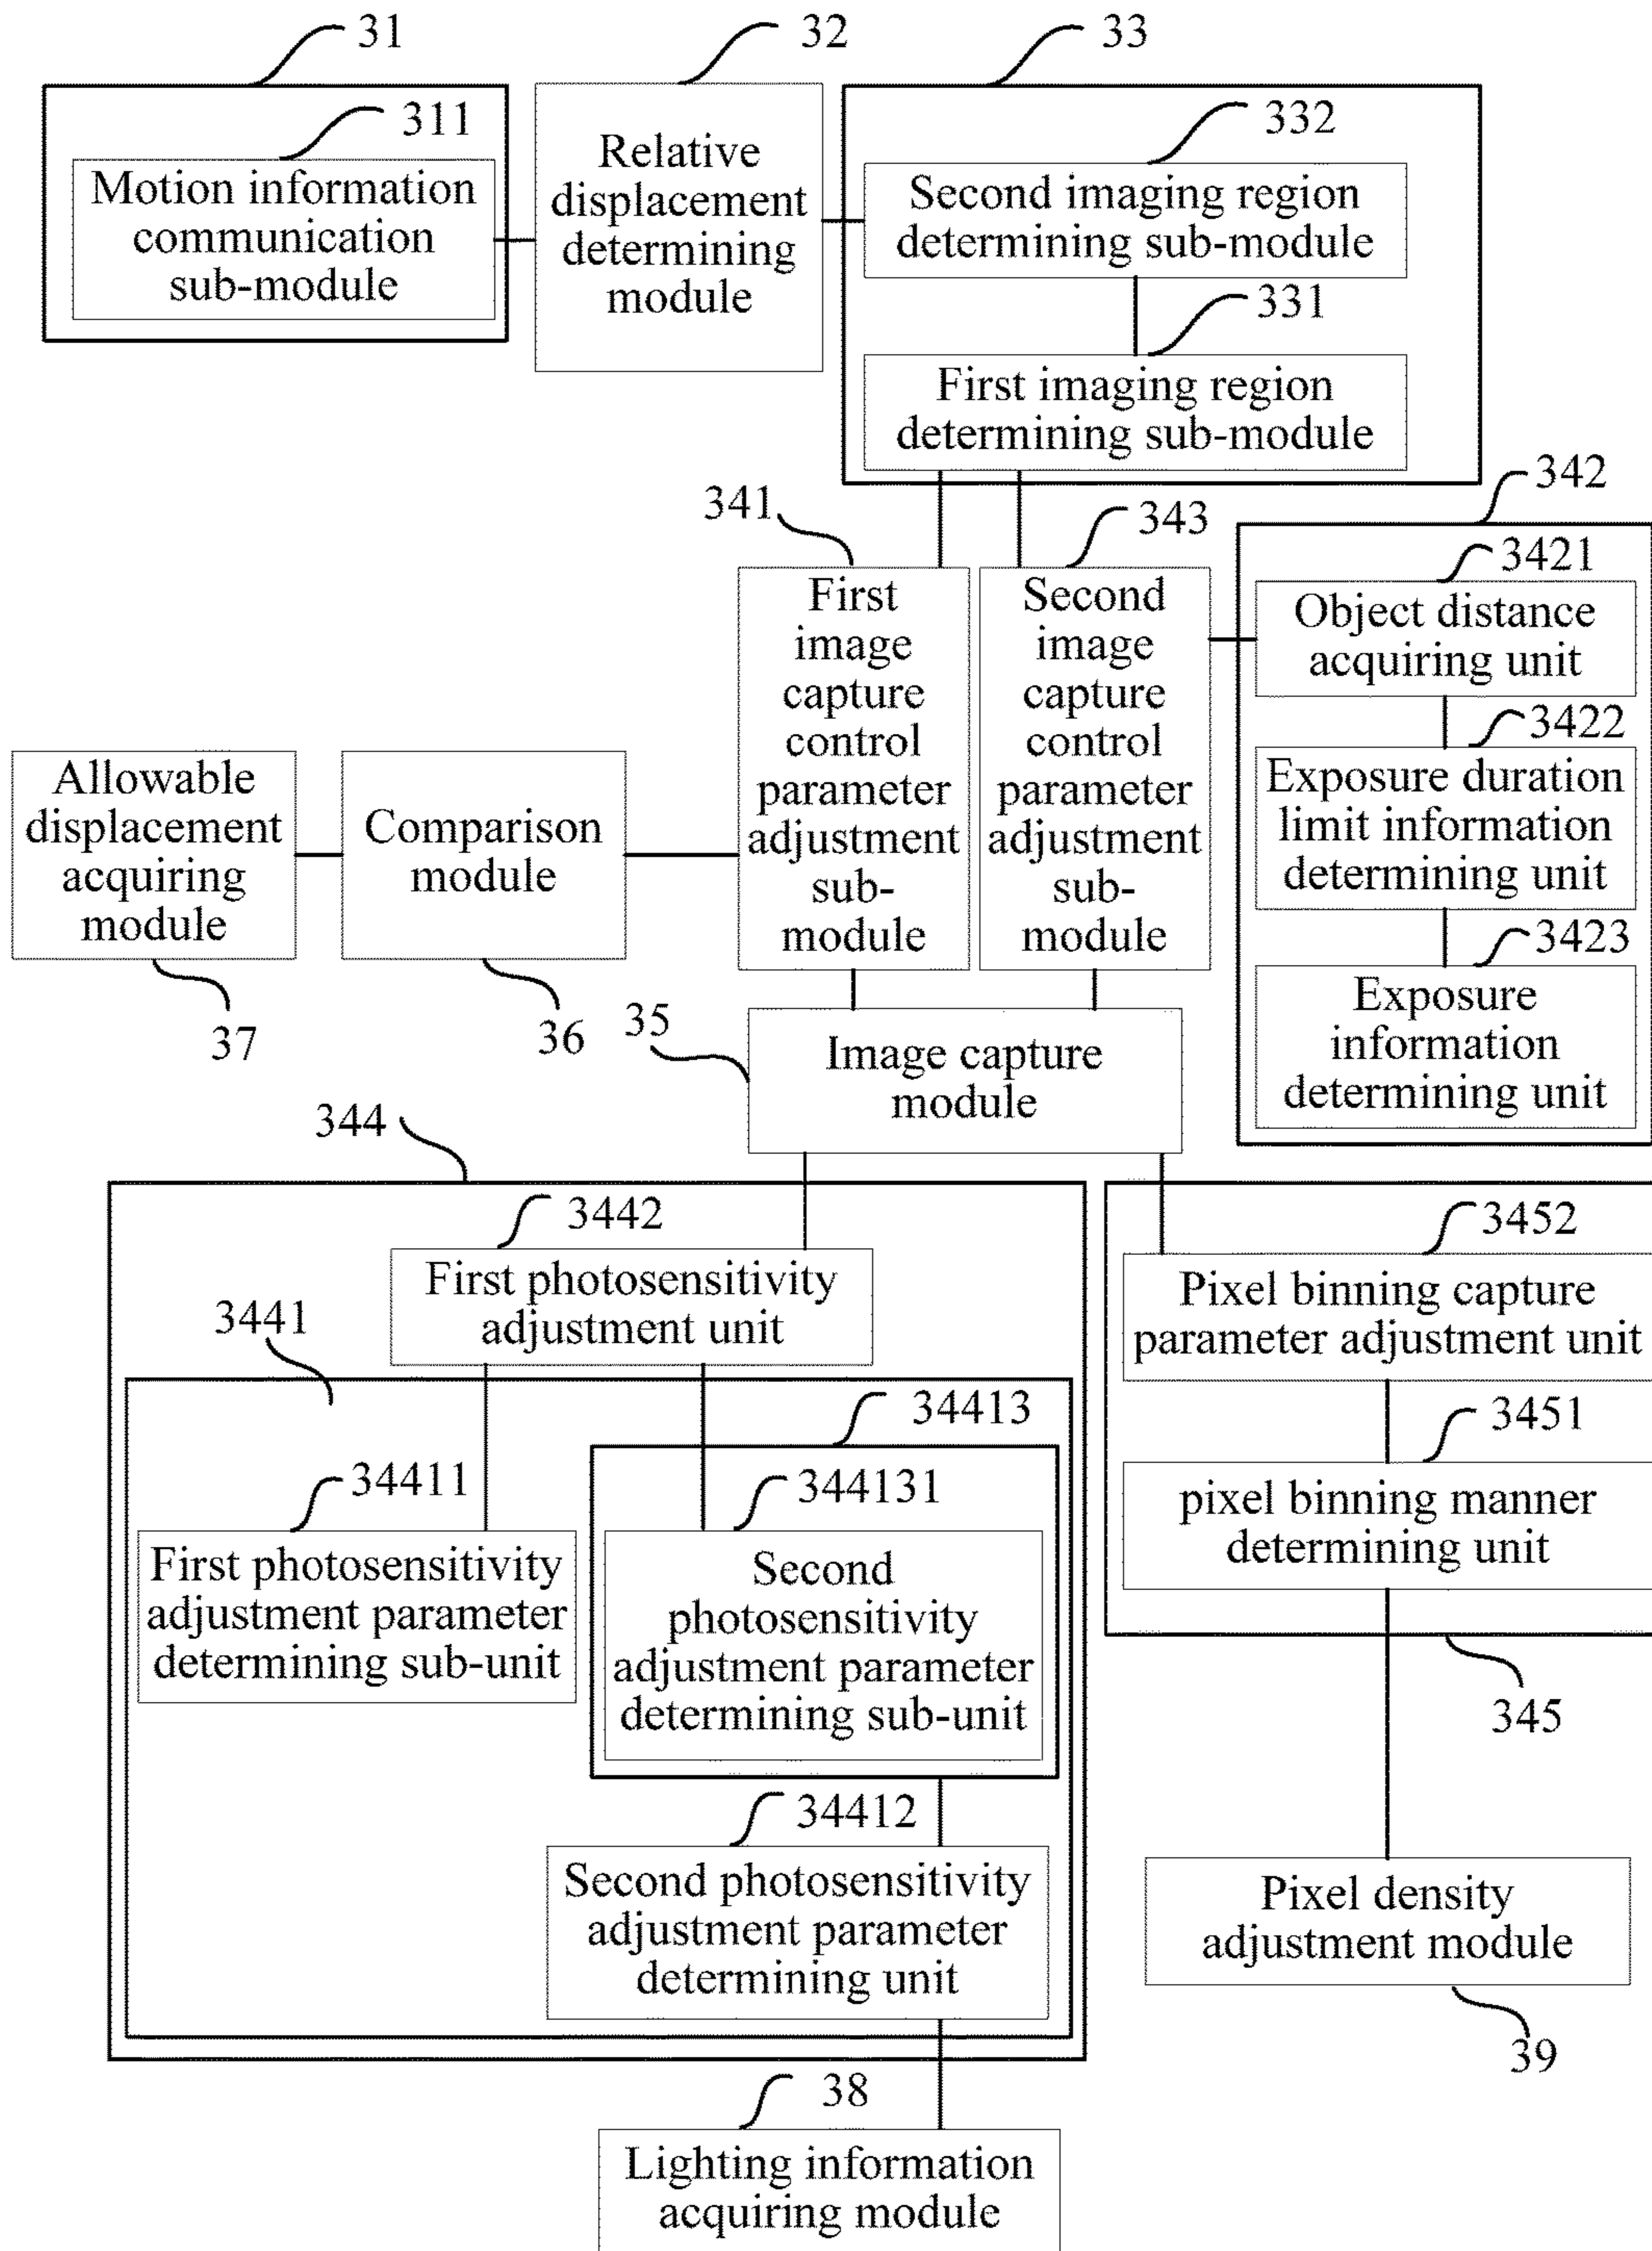 31
32
33
311
332
Motion information
communication
sub-module
Relative
displacement
determining
module
Second imaging region
determining sub-module
331
First imaging region
determining sub-module
341
343
342
First
image
capture
control
parameter
adjustment
sub-
module
Second
image
capture
control
parameter
adjustment
sub-
module
3421
Object distance
acquiring unit
3422
Exposure duration
limit information
determining unit
3423
Exposure
information
determining unit
Allowable
displacement
acquiring
module
Comparison
module
37
36
35
Image capture
module
344
3442
First photosensitivity
adjustment unit
3441
34413
34411
344131
First photosensitivity
adjustment parameter
determining sub-unit
Second
photosensitivity
adjustment parameter
determining sub-unit
34412
Second photosensitivity
adjustment parameter
determining unit
38
Lighting information
acquiring module
3452
Pixel binning capture
parameter adjustment unit
3451
pixel binning manner
determining unit
345
Pixel density
adjustment module
39